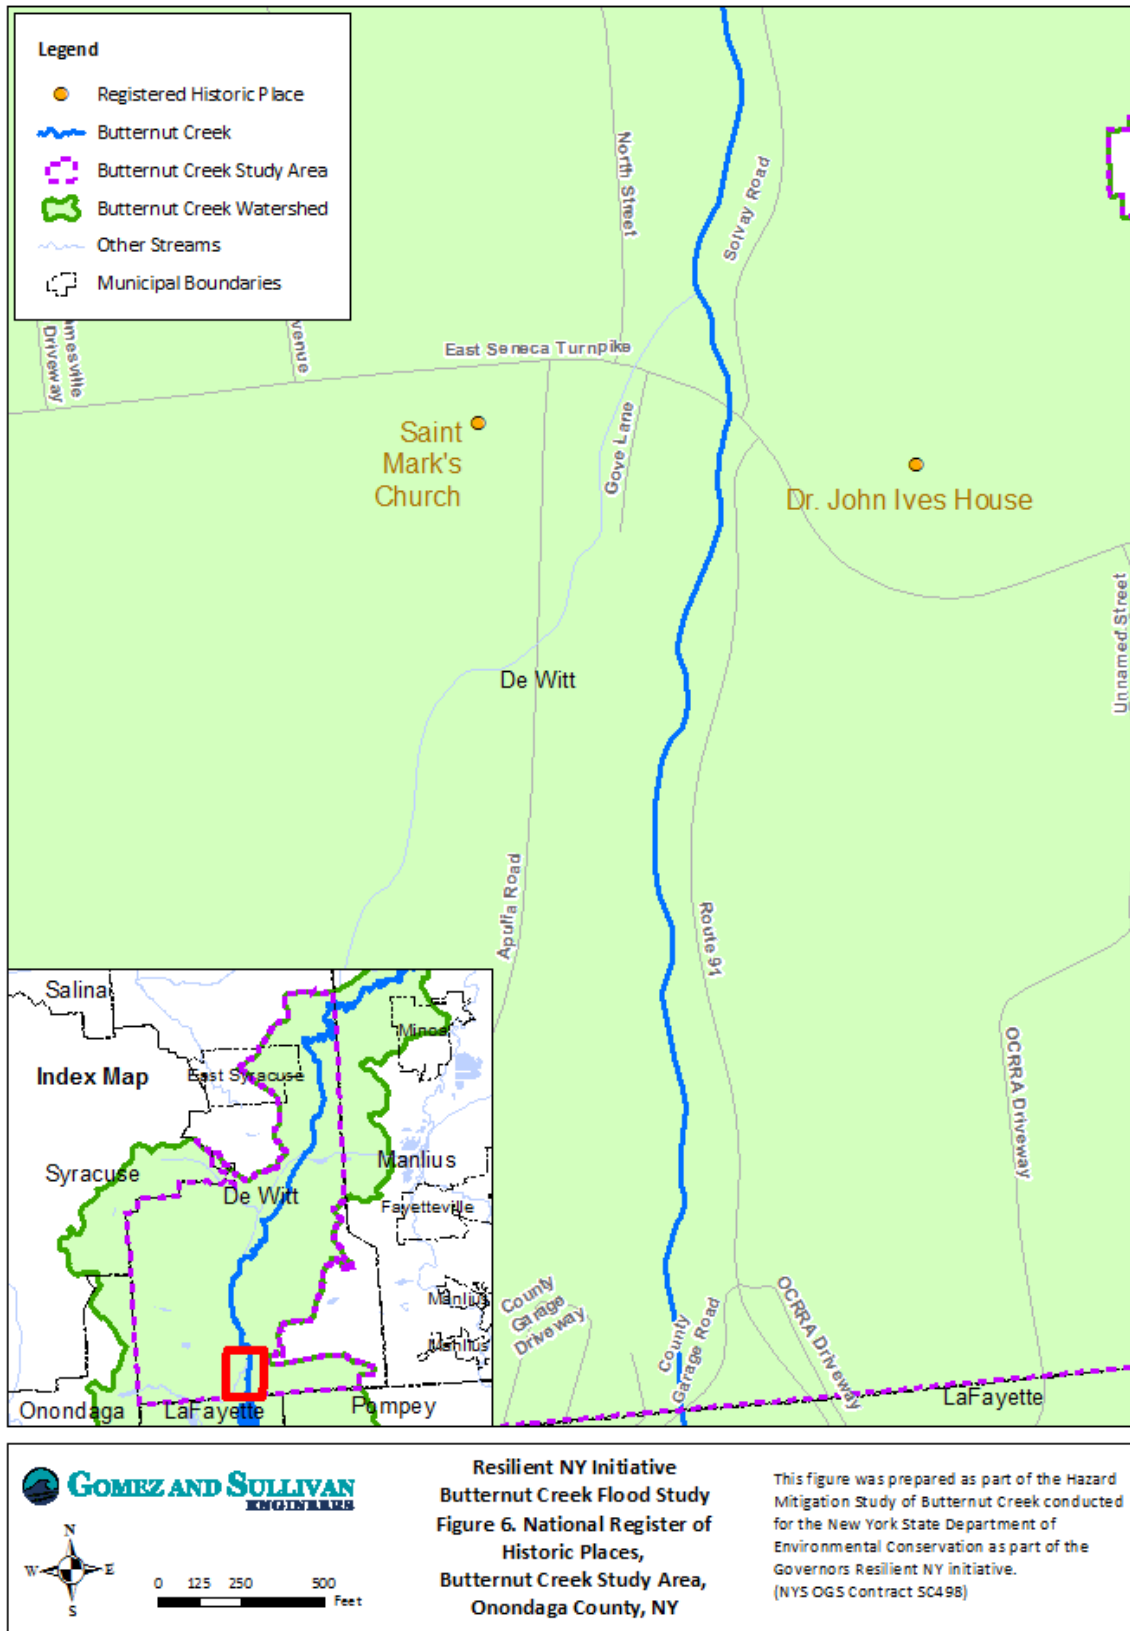 Legend
Registered Historic Place
Butternut Creek
Butternut Creek Study Area
Butternut Creek Watershed
Other Streams
Municipal Boundaries
North Street
Solvay Road
Driveway
amesville
venue
East Seneca Turnpike
Saint
Mark's
Church
Gove Lane
Dr. John Ives House
Unnamed Street
De Witt
Apulia Road
Route 91
OCRRA Driveway
County
Garage
Driveway
County
Garage Road
OCRRA Driveway
LaFayette
Salina
Minoa
Index Map
East Syracuse
Syracuse
Manlius
De Witt
Fayetteville
Manlius
Manlius
Onondaga
LaFayette
Pompey
GOMEZ AND SULLIVAN
ENGINEERS
N
W
E
S
0 125 250 500
Feet
Resilient NY Initiative
Butternut Creek Flood Study
Figure 6. National Register of
Historic Places,
Butternut Creek Study Area,
Onondaga County, NY
This figure was prepared as part of the Hazard
Mitigation Study of Butternut Creek conducted
for the New York State Department of
Environmental Conservation as part of the
Governors Resilient NY initiative.
(NYS OGS Contract SC498)